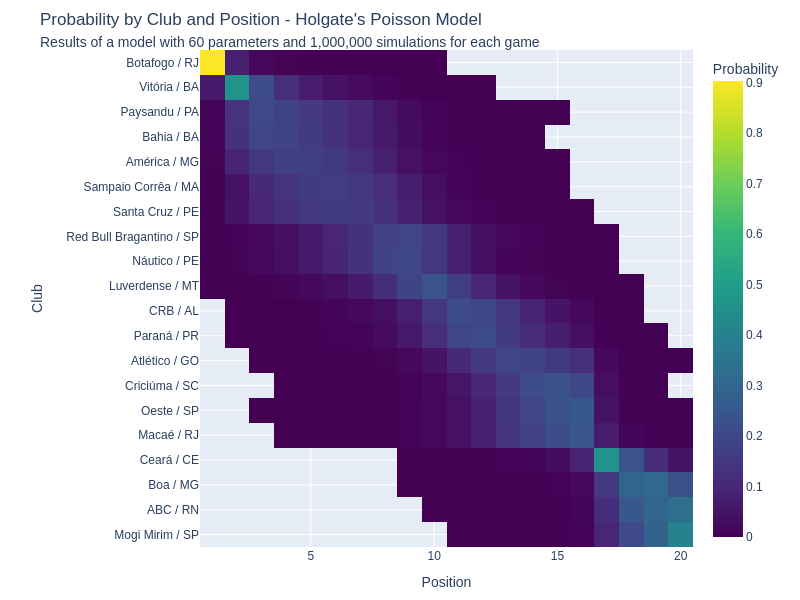 Probability by Club and Position - Holgate's Poisson Model
Results of a model with 60 parameters and 1,000,000 simulations for each game
Probability
Botafogo / RJ
Vitória / BA
Paysandu / PA
Bahia / BA
América / MG
Sampaio Corrêa / MA
Santa Cruz / PE
Red Bull Bragantino / SP
Náutico / PE
Luverdense / MT
CRB / AL
Paraná / PR
Atlético / GO
Criciúma / SC
Oeste / SP
Macaé / RJ
Ceará / CE
Boa / MG
ABC / RN
Mogi Mirim / SP
Club
5 10 15 20
Position
0.9
0.8
0.7
0.6
0.5
0.4
0.3
0.2
0.1
0